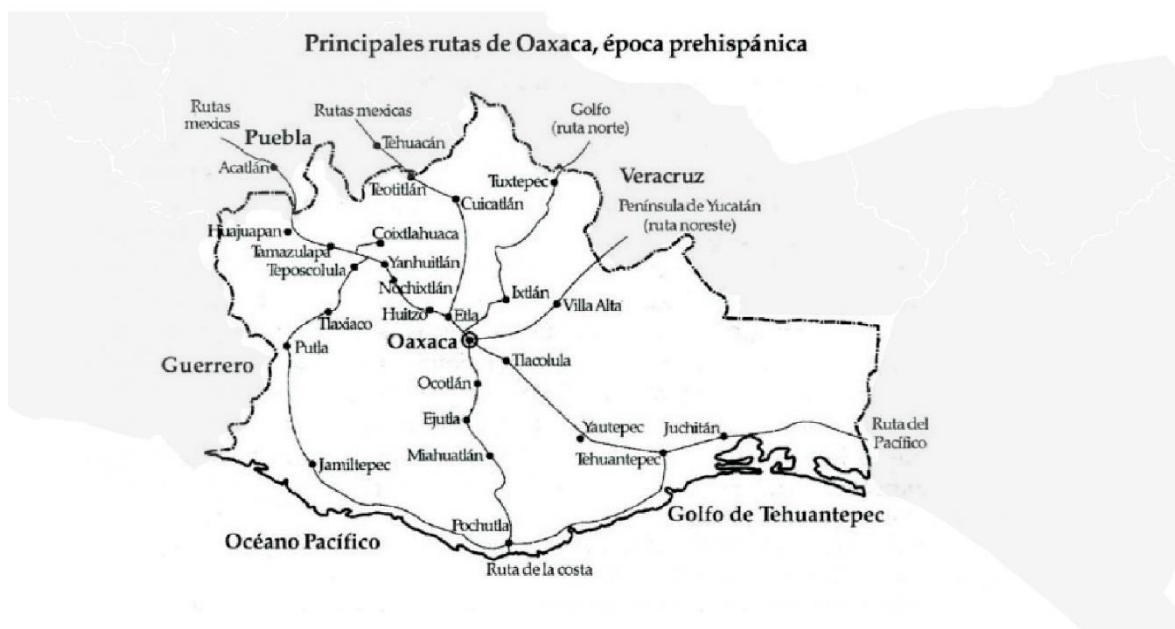 Principales rutas de Oaxaca, época prehispánica
Rutas
mexicas
Rutas mexicas
Golfo
(ruta norte)
Puebla
Tehuacán
Acatlán
Teotitlán
Tuxtepec
Veracruz
Cuicatlán
Península de Yucatán
(ruta noreste)
Huajuapan
Coixtlahuaca
Tamazulapa
Yanhuitlán
Teposcolula
Nochixtlán
Ixtlán
Villa Alta
Tlaxiaco
Huitzo
Etla
Oaxaca
Putla
Tlacolula
Guerrero
Ocotlán
Ejutla
Yautepec
Juchitán
Ruta del
Pacífico
Miahuatlán
Tehuantepec
Jamiltepec
Golfo de Tehuantepec
Pochutla
Océano Pacífico
Ruta de la costa